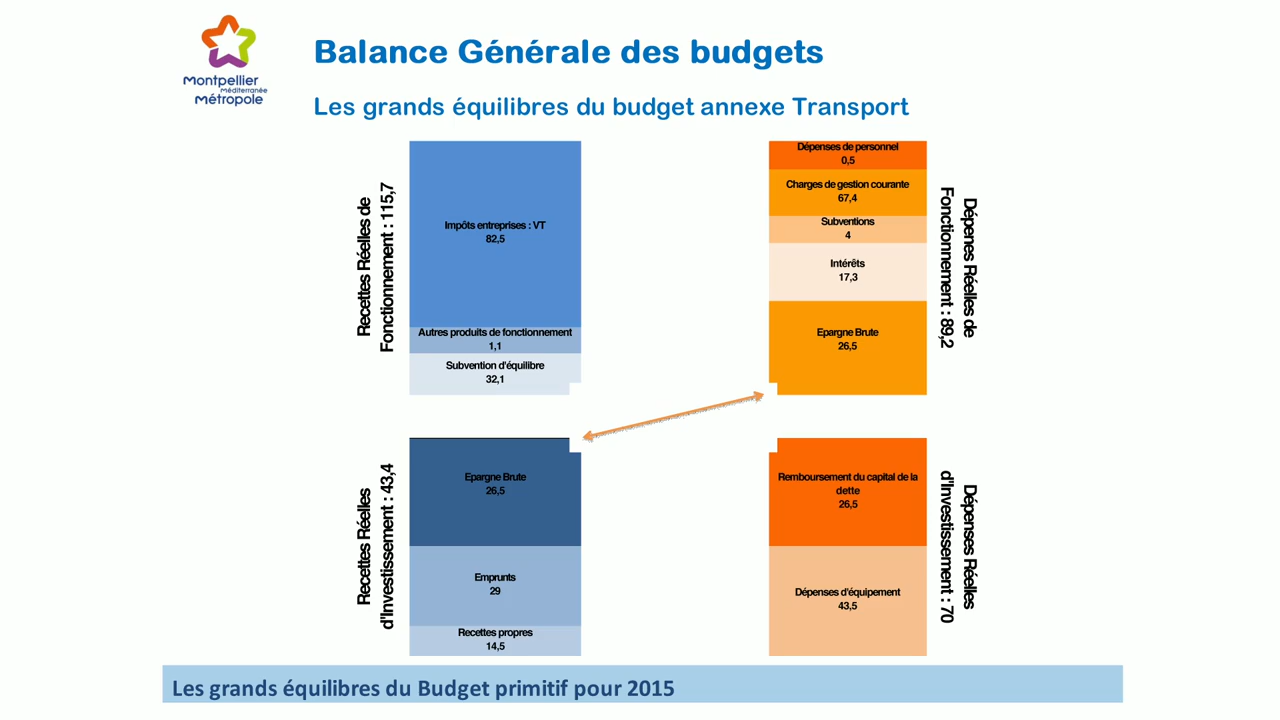 Montpellier
Méditerranée
Métropole
Balance Générale des budgets
Les grands équilibres du budget annexe Transport
Recettes Réelles de
Fonctionnement : 115,7
Impôts entreprises : VT
82,5
Autres produits de fonctionnement
1,1
Subvention d'équilibre
32,1
Dépenses de personnel
0,5
Charges de gestion courante
67,4
Subventions
4
Intérêts
17,3
Epargne Brute
26,5
Dépenes Réelles de
Fonctionnement : 89,2
Recettes Réelles
d'Investissement : 43,4
Epargne Brute
26,5
Emprunts
29
Recettes propres
14,5
Remboursement du capital de la
dette
26,5
Dépenses d'équipement
43,5
Dépenses Réelles
d'Investissement : 70
Les grands équilibres du Budget primitif pour 2015